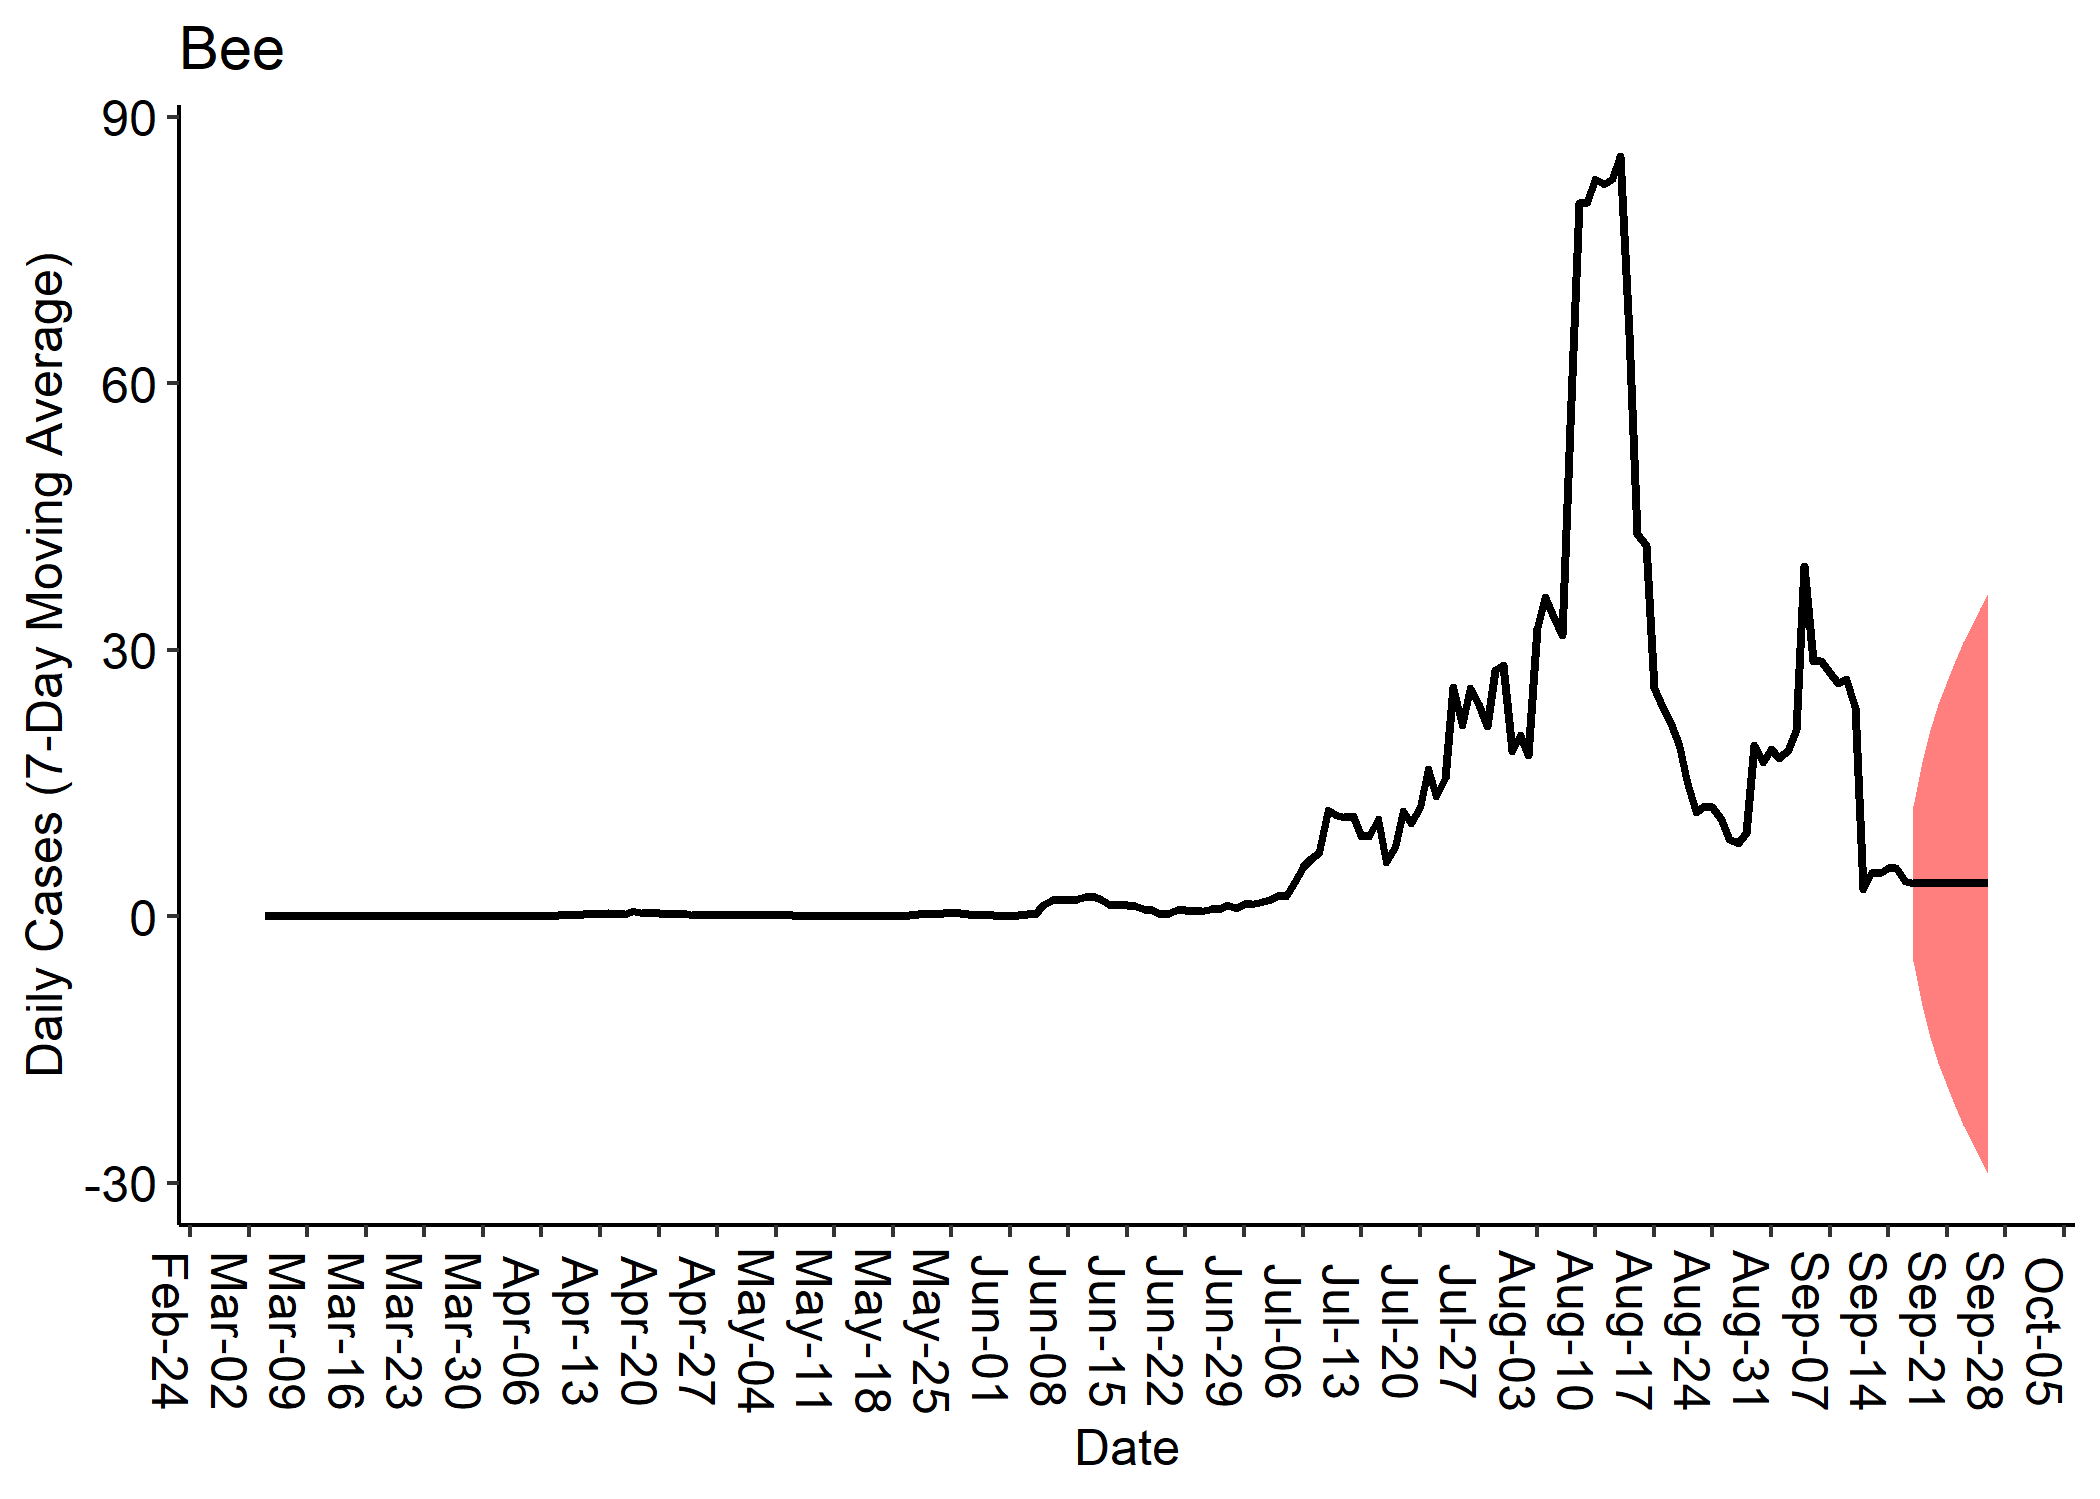 Bee
Daily Cases (7-Day Moving Average)
90
60
30
0
-30
Feb-24
Mar-02
Mar-09
Mar-16
Mar-23
Mar-30
Apr-06
Apr-13
Apr-20
Apr-27
May-04
May-11
May-18
May-25
Jun-01
Jun-08
Jun-15
Jun-22
Jun-29
Jul-06
Jul-13
Jul-20
Jul-27
Aug-03
Aug-10
Aug-17
Aug-24
Aug-31
Sep-07
Sep-14
Sep-21
Sep-28
Oct-05
Date